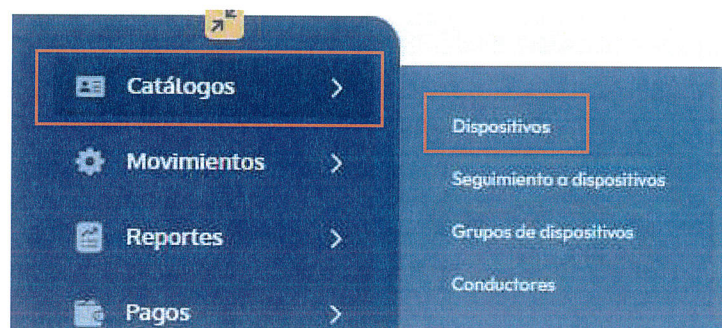 Catálogos
Movimientos
Reportes
Pagos
Dispositivos
Seguimiento a dispositivos
Grupos de dispositivos
Conductores